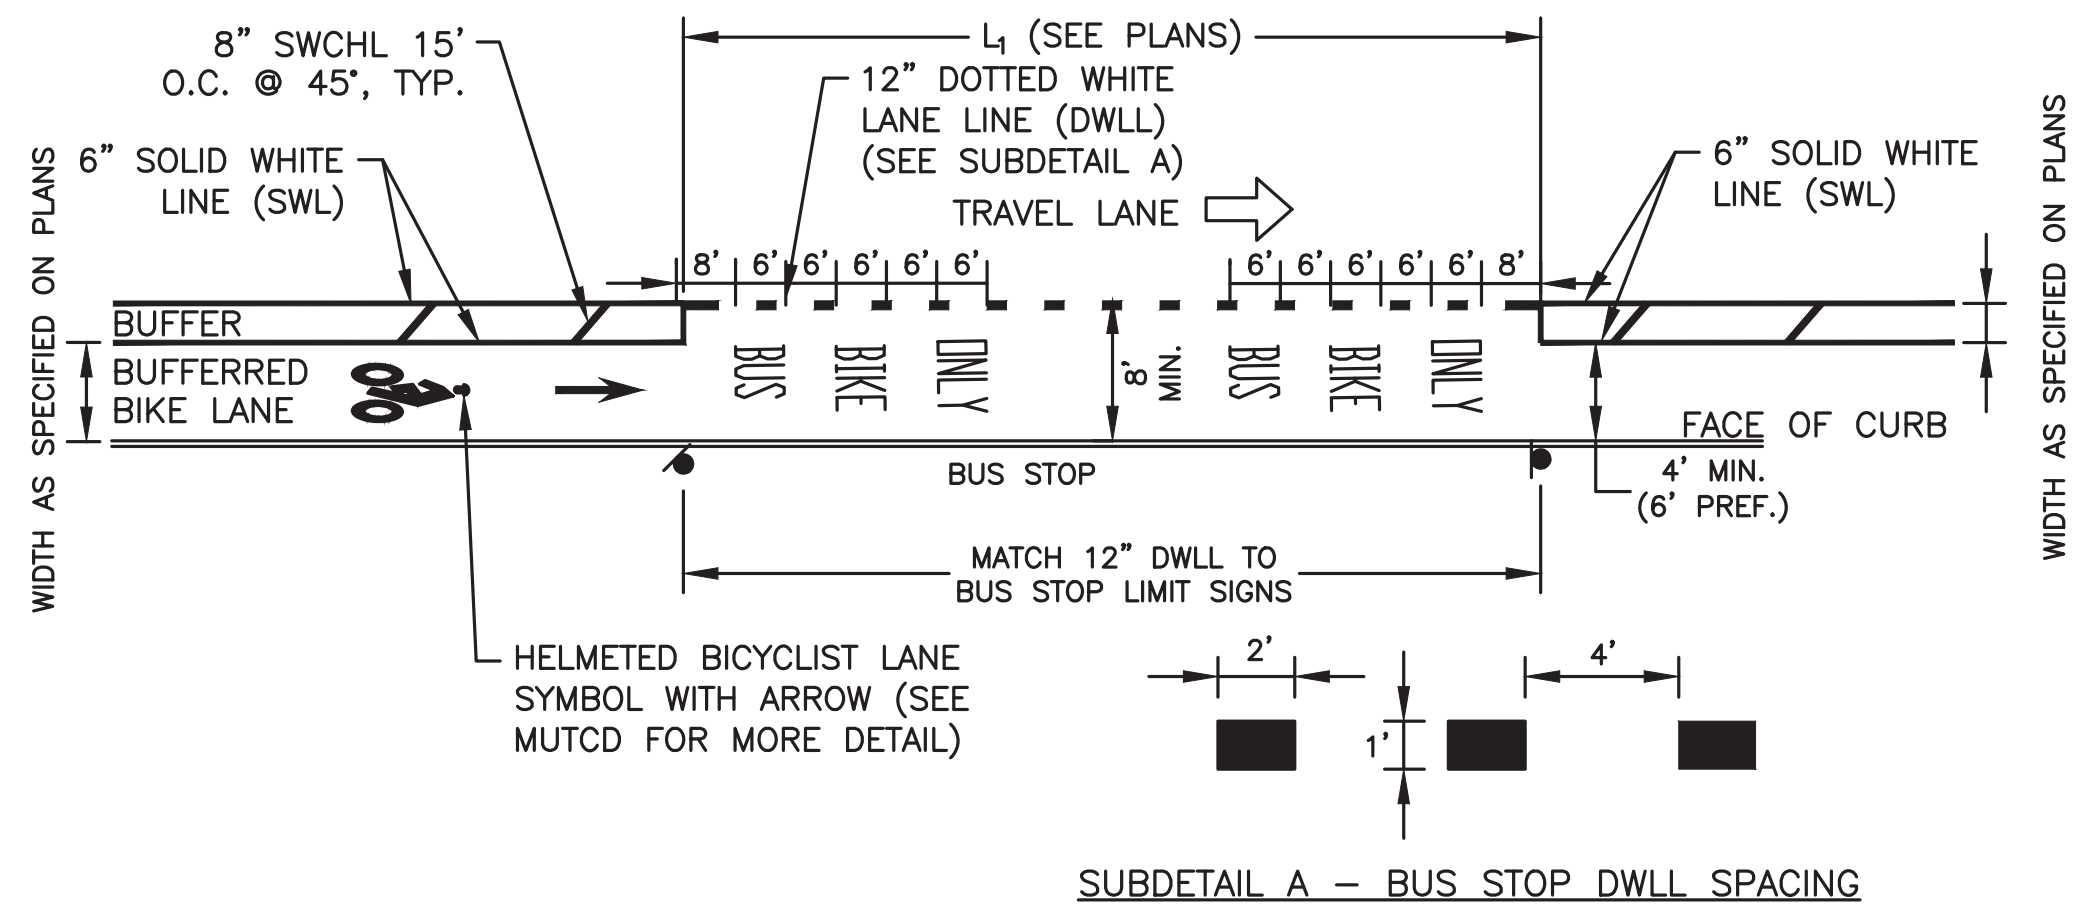 8” SWCHL 15’
O.C. @ 45°, TYP.
6” SOLID WHITE
LINE (SWL)
WIDTH AS SPECIFIED ON PLANS
L1 (SEE PLANS)
12” DOTTED WHITE
LANE LINE (DWLL)
(SEE SUBDETAIL A)
TRAVEL LANE
6” SOLID WHITE
LINE (SWL)
WIDTH AS SPECIFIED ON PLANS
8’ 6’ 6’ 6’ 6’ 6’
6’ 6’ 6’ 6’ 6’ 8’
BUFFER
BUFFERRED
BIKE LANE
BUS
BIKE
ONLY
8’
MIN.
BUS
BIKE
ONLY
FACE OF CURB
4’ MIN.
(6’ PREF.)
BUS STOP
MATCH 12” DWLL TO
BUS STOP LIMIT SIGNS
HELMETED BICYCLIST LANE
SYMBOL WITH ARROW (SEE
MUTCD FOR MORE DETAIL)
2’
4’
1’
SUBDETAIL A – BUS STOP DWLL SPACING